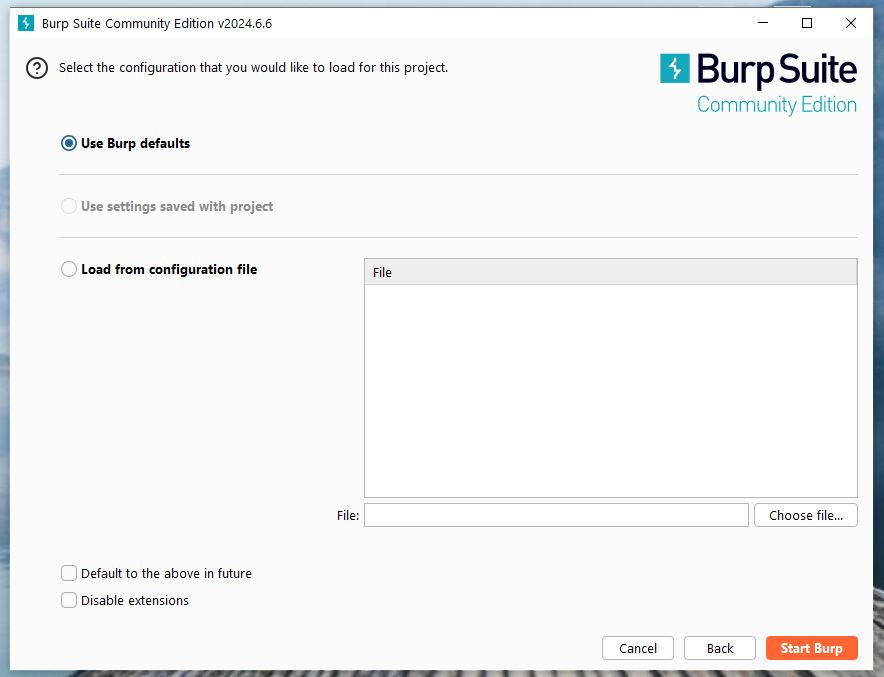 Burp Suite Community Edition v2024.6.6
Select the configuration that you would like to load for this project.
Burp Suite
Community Edition
Use Burp defaults
Use settings saved with project
Load from configuration file
File
File:
Choose file...
Default to the above in future
Disable extensions
Cancel
Back
Start Burp